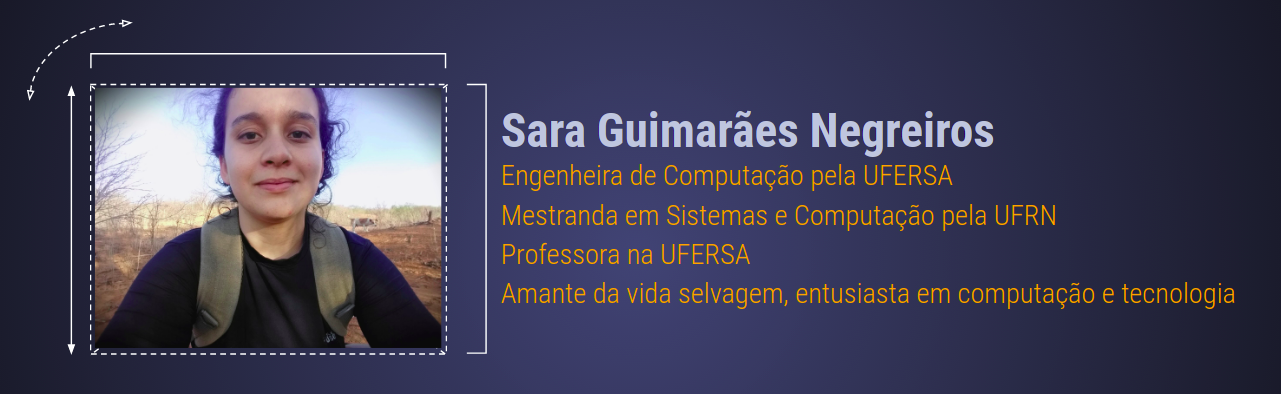 Sara Guimarães Negreiros
Engenheira de Computação pela UFERSA
Mestranda em Sistemas e Computação pela UFRN
Professora na UFERSA
Amante da vida selvagem, entusiasta em computação e tecnologia